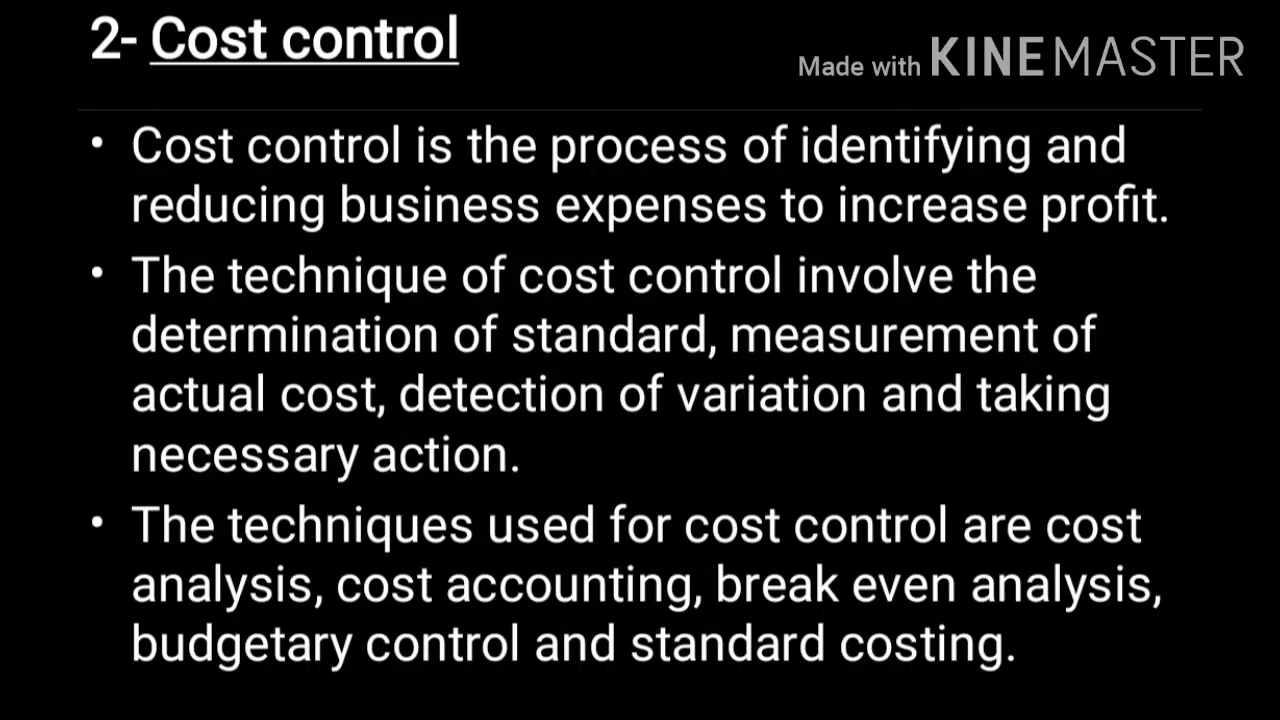 2- Cost control
Made with KINEMASTER
• Cost control is the process of identifying and
reducing business expenses to increase profit.
• The technique of cost control involve the
determination of standard, measurement of
actual cost, detection of variation and taking
necessary action.
• The techniques used for cost control are cost
analysis, cost accounting, break even analysis,
budgetary control and standard costing.